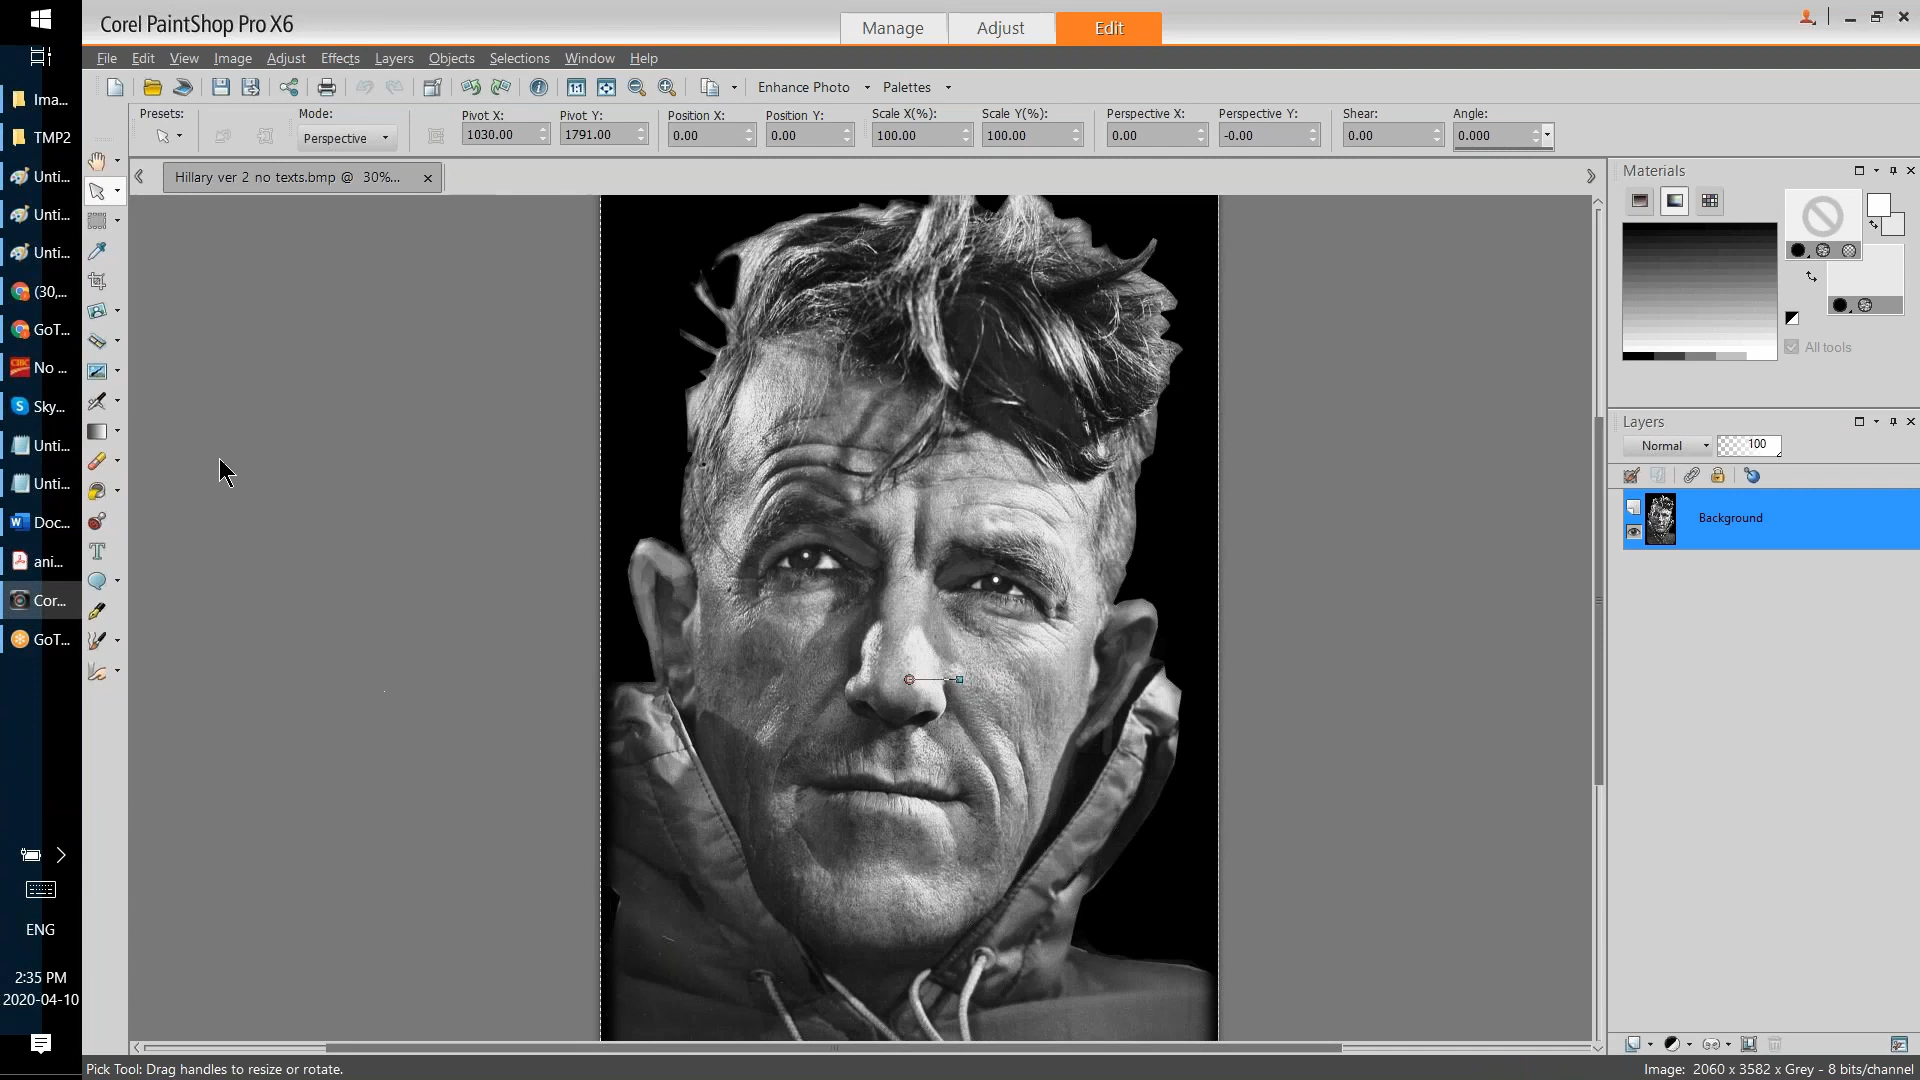 Corel PaintShop Pro X6
Manage
Adjust
Edit
File Edit View Image Adjust Effects Layers Objects Selections Window Help
Enhance Photo
Palettes
Presets:
Mode:
Perspective
Pivot X:
1030.00
Pivot Y:
1791.00
Position X:
0.00
Position Y:
0.00
Scale X(%):
100.00
Scale Y(%):
100.00
Perspective X:
0.00
Perspective Y:
-0.00
Shear:
0.00
Angle:
0.000
Hillary ver 2 no texts.bmp @ 30%...
Ima...
TMP2
Unti...
Unti...
Unti...
(30,...
GoT...
CIBC
No ...
Sky...
Unti...
Unti...
Doc...
ani...
Cor...
GoT...
ENG
2:35 PM
2020-04-10
Materials
All tools
Layers
Normal
100
Background
Pick Tool: Drag handles to resize or rotate.
Image: 2060 x 3582 x Grey - 8 bits/channel